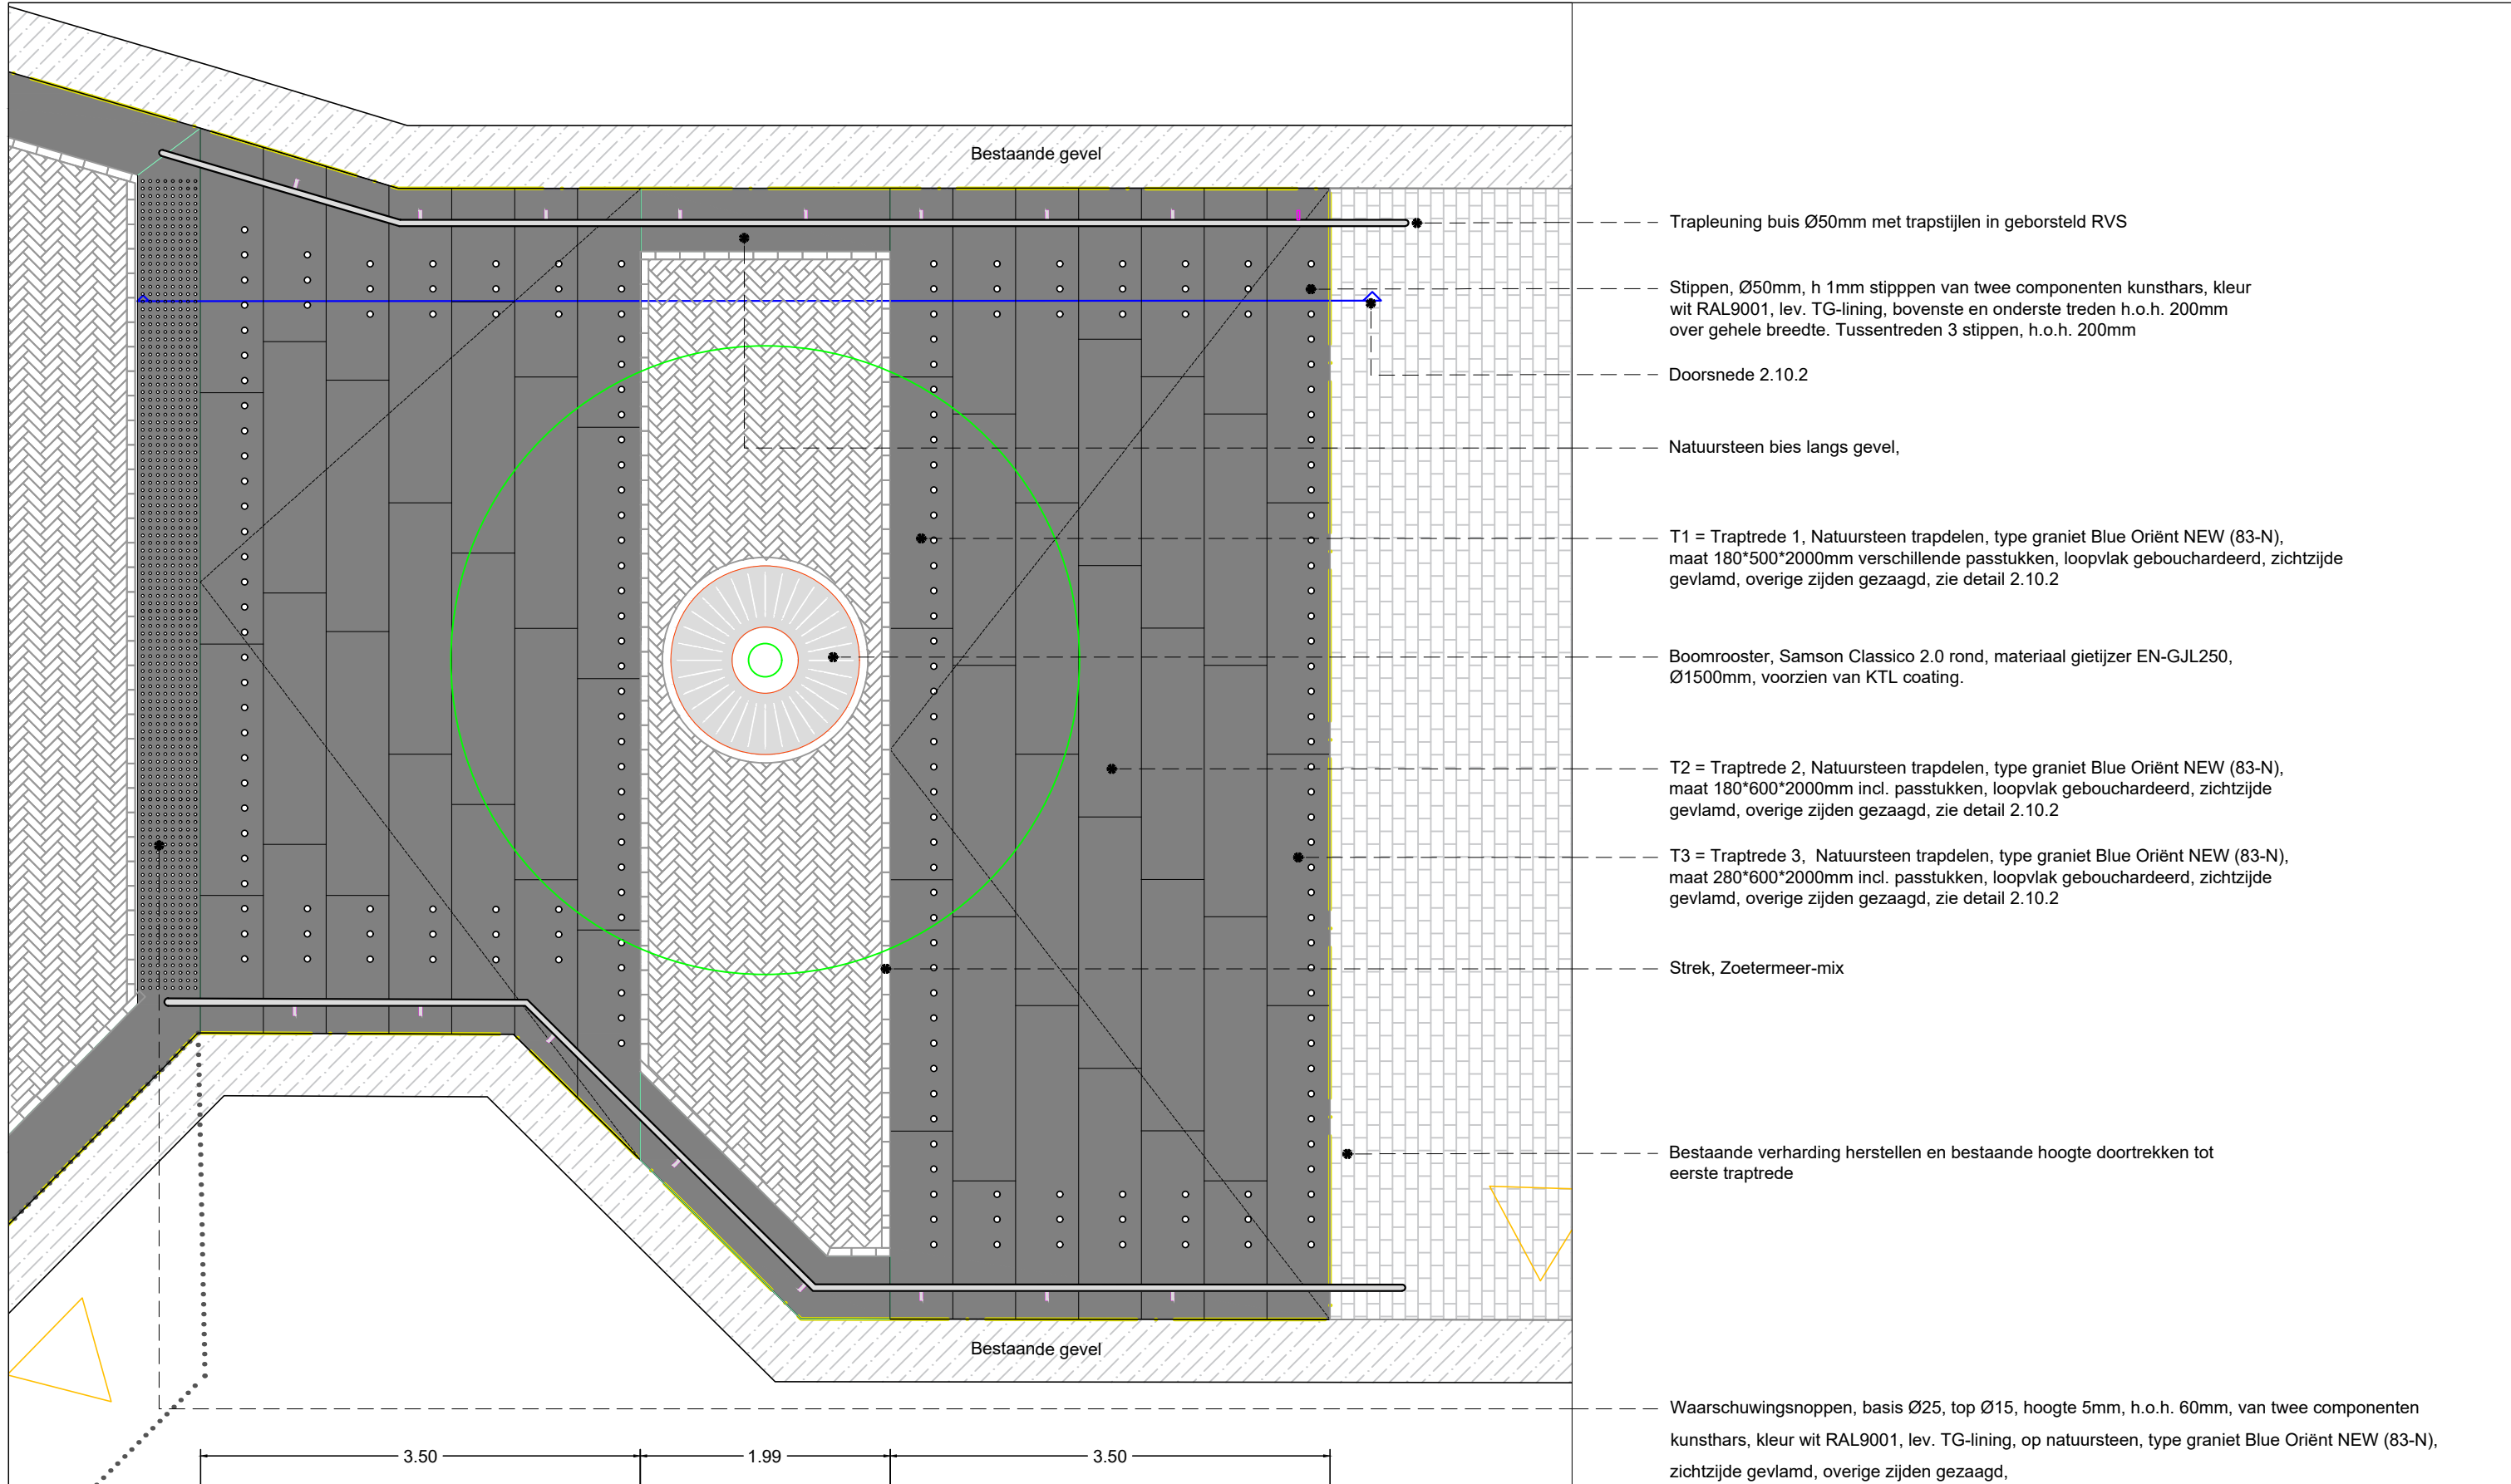 Bestaande gevel
Trapleuning buis Ø50mm met trapstijlen in geborsteld RVS
Stippen, Ø50mm, h 1mm stipppen van twee componenten kunsthars, kleur
wit RAL9001, lev. TG-lining, bovenste en onderste treden h.o.h. 200mm
over gehele breedte. Tussentreden 3 stippen, h.o.h. 200mm
Doorsnede 2.10.2
Natuursteen bies langs gevel,
T1 = Traptrede 1, Natuursteen trapdelen, type graniet Blue Oriënt NEW (83-N),
maat 180*500*2000mm verschillende passtukken, loopvlak gebouchardeerd, zichtzijde
gevlamd, overige zijden gezaagd, zie detail 2.10.2
Boomrooster, Samson Classico 2.0 rond, materiaal gietijzer EN-GJL250,
Ø1500mm, voorzien van KTL coating.
T2 = Traptrede 2, Natuursteen trapdelen, type graniet Blue Oriënt NEW (83-N),
maat 180*600*2000mm incl. passtukken, loopvlak gebouchardeerd, zichtzijde
gevlamd, overige zijden gezaagd, zie detail 2.10.2
T3 = Traptrede 3, Natuursteen trapdelen, type graniet Blue Oriënt NEW (83-N),
maat 280*600*2000mm incl. passtukken, loopvlak gebouchardeerd, zichtzijde
gevlamd, overige zijden gezaagd, zie detail 2.10.2
Strek, Zoetermeer-mix
Bestaande verharding herstellen en bestaande hoogte doortrekken tot
eerste traptrede
Bestaande gevel
Waarschuwingsnoppen, basis Ø25, top Ø15, hoogte 5mm, h.o.h. 60mm, van twee componenten
kunsthars, kleur wit RAL9001, lev. TG-lining, op natuursteen, type graniet Blue Oriënt NEW (83-N),
zichtzijde gevlamd, overige zijden gezaagd,
3.50
1.99
3.50